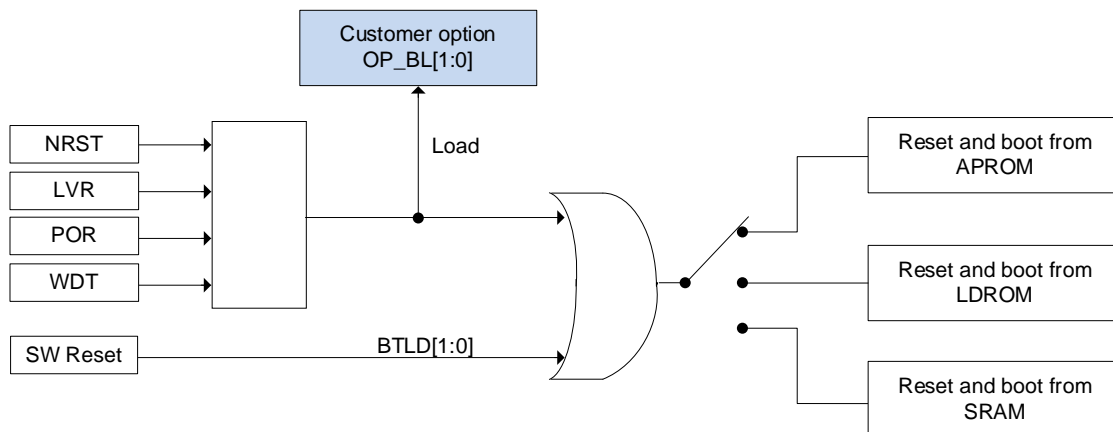 Customer option
OP_BL[1:0]
NRST
LVR
POR
WDT
Load
SW Reset
BTLD[1:0]
Reset and boot from
APROM
Reset and boot from
LDROM
Reset and boot from
SRAM